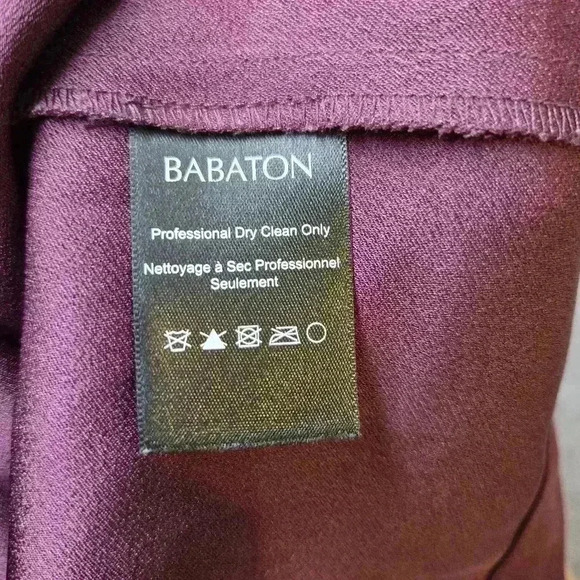 BABATON
Professional Dry Clean Only
Nettoyage à Sec Professionnel
Seulement